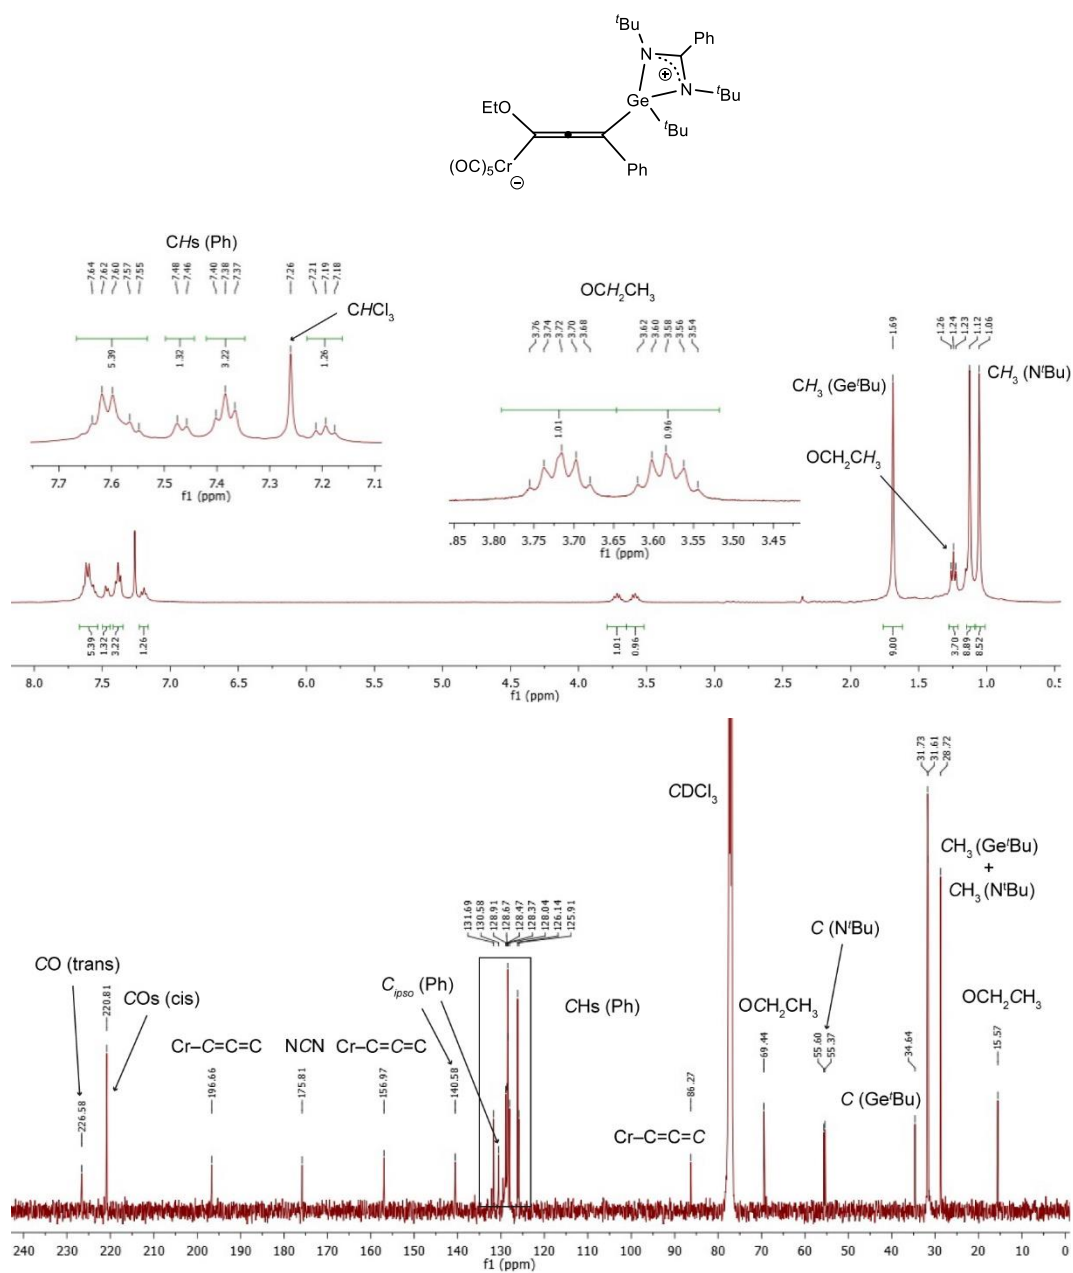 ᵗBu
Ph
N
⊕
N
ᵗBu
Ge
EtO
ᵗBu
Ph
(OC)₅Cr
⊖
CHs (Ph)
7.64
7.62
7.60
7.57
7.55
7.48
7.46
7.40
7.38
7.37
7.26
7.21
7.19
7.18
CHCl₃
5.39
1.32
3.22
1.26
7.7 7.6 7.5 7.4 7.3 7.2 7.1
f1 (ppm)
OCH₂CH₃
3.76
3.74
3.72
3.70
3.68
3.62
3.60
3.58
3.56
3.54
1.01
0.96
.85 3.80 3.75 3.70 3.65 3.60 3.55 3.50 3.45
f1 (ppm)
1.69
1.26
1.24
1.23
1.12
1.06
CH₃ (GeᵗBu)
CH₃ (NᵗBu)
OCH₂CH₃
5.39
1.32
3.22
1.26
1.01
0.96
9.00
3.70
8.89
8.52
8.0 7.5 7.0 6.5 6.0 5.5 5.0 4.5 4.0 3.5 3.0 2.5 2.0 1.5 1.0 0.5
f1 (ppm)
31.73
31.61
28.72
CDCl₃
CH₃ (GeᵗBu)
+
CH₃ (NᵗBu)
131.69
130.58
128.91
128.67
128.47
128.37
128.04
126.14
125.91
C (NᵗBu)
CO (trans)
220.81
COs (cis)
Cᵢₚₛₒ (Ph)
CHs (Ph)
OCH₂CH₃
OCH₂CH₃
Cr–C=C=C
NCN
Cr–C=C=C
226.58
196.66
175.81
156.97
140.58
86.27
69.44
55.60
55.37
34.64
15.57
C (GeᵗBu)
Cr–C=C=C
240 230 220 210 200 190 180 170 160 150 140 130 120 110 100 90 80 70 60 50 40 30 20 10 0
f1 (ppm)